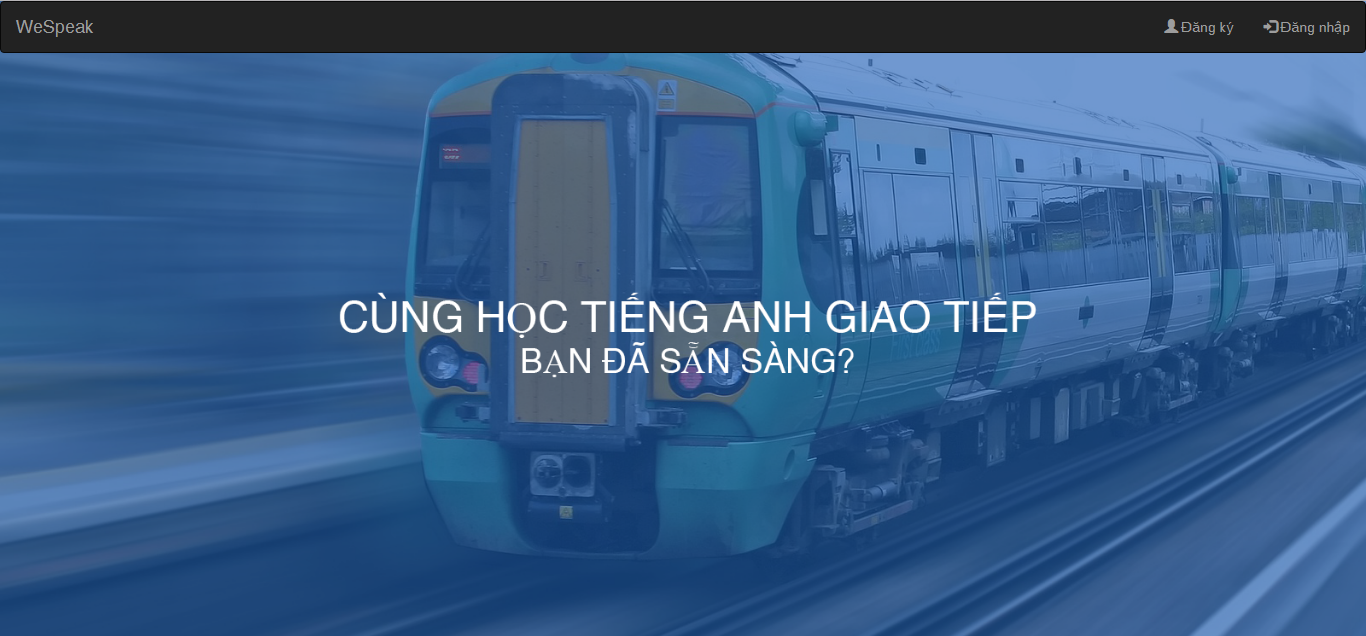 WeSpeak
Đăng ký
Đăng nhập
CÙNG HỌC TIẾNG ANH GIAO TIẾP
BẠN ĐÃ SẴN SÀNG?